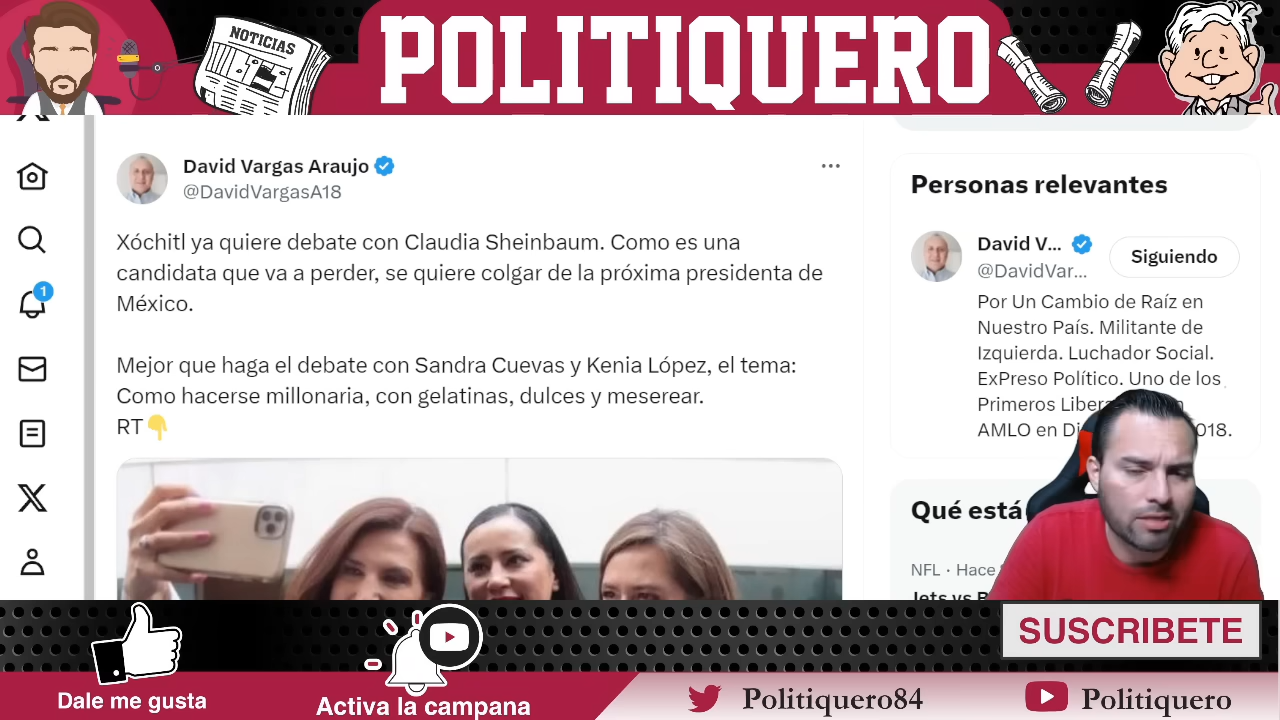 NOTICIAS
POLITIQUERO
David Vargas Araujo
@DavidVargasA18
Xóchitl ya quiere debate con Claudia Sheinbaum. Como es una
candidata que va a perder, se quiere colgar de la próxima presidenta de
México.
Mejor que haga el debate con Sandra Cuevas y Kenia López, el tema:
Como hacerse millonaria, con gelatinas, dulces y meserear.
RT👇
1
Personas relevantes
David V...
@DavidVar...
Siguiendo
Por Un Cambio de Raíz en
Nuestro País. Militante de
Izquierda. Luchador Social.
ExPreso Político. Uno de los
Primeros
AMLO en
Qué está
NFL · Hace
Jets vs
SUSCRIBETE
Dale me gusta
Activa la campana
Politiquero84
Politiquero